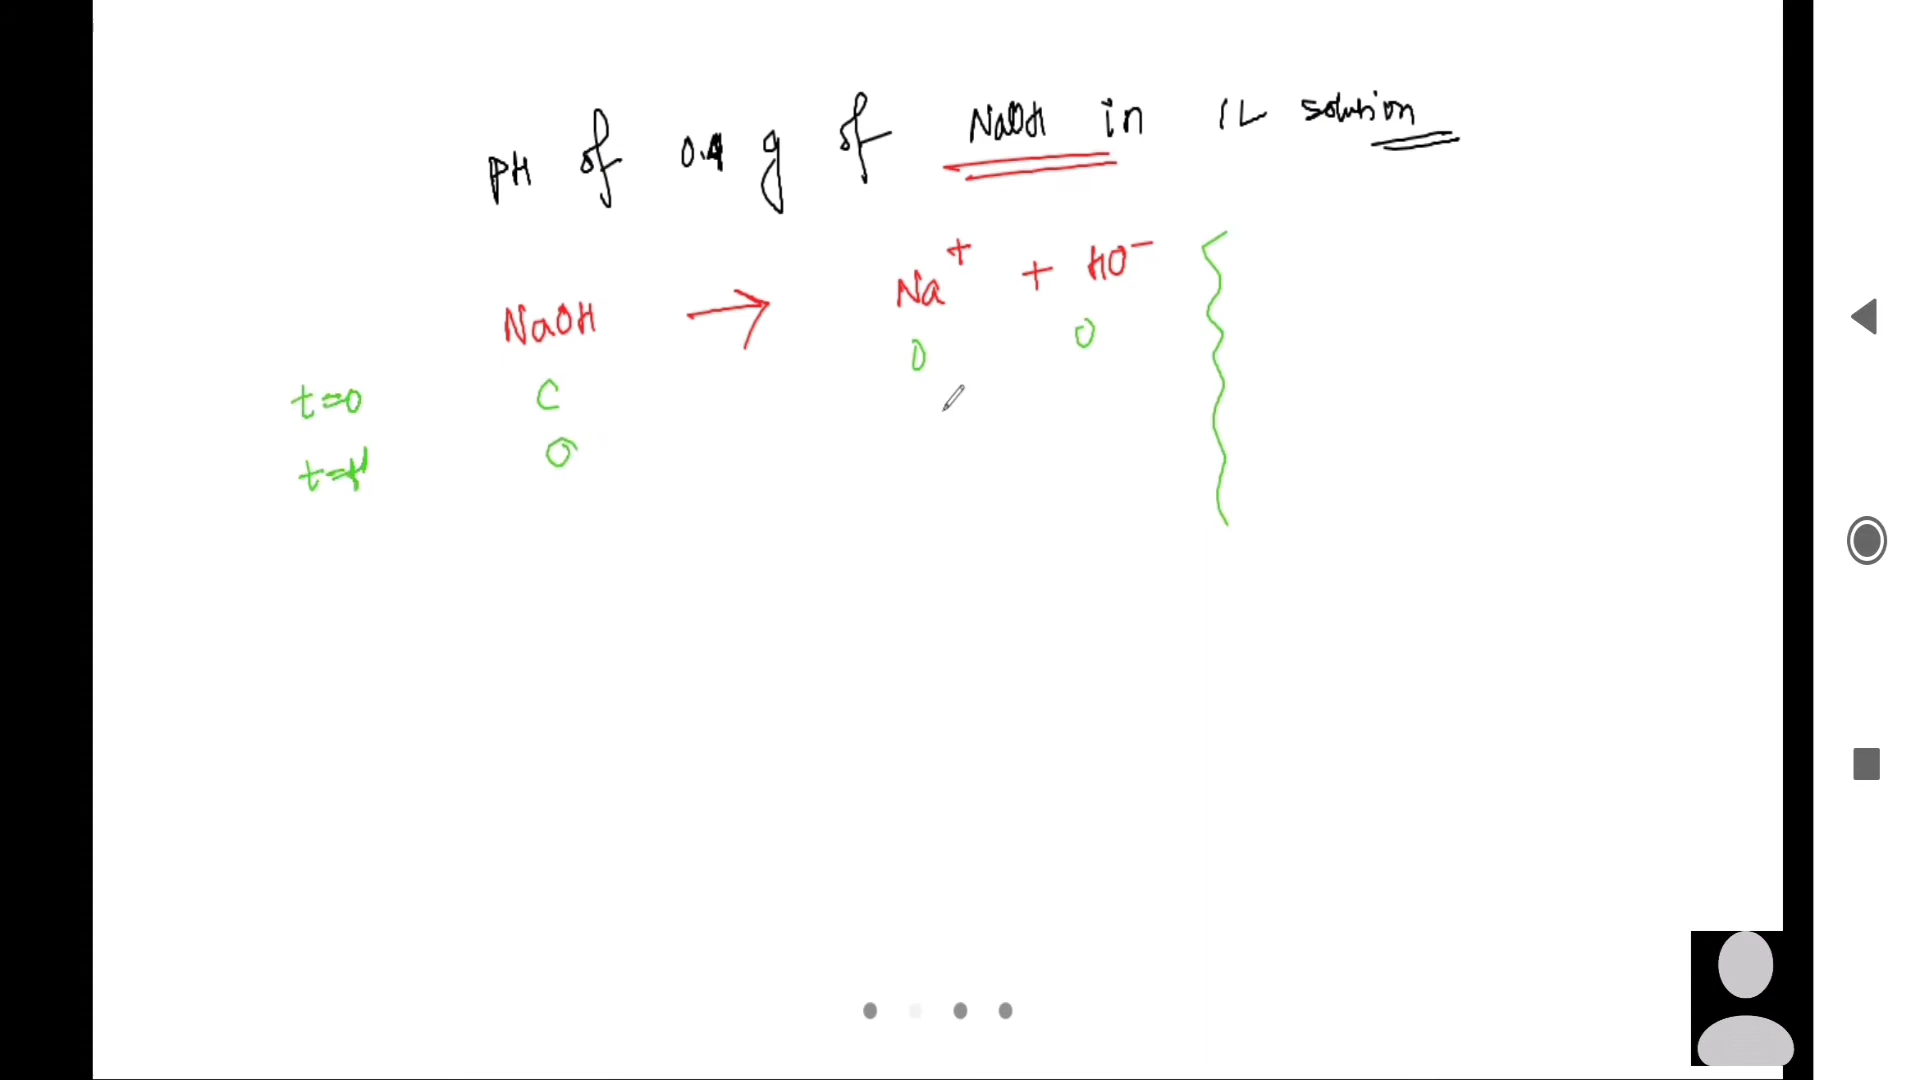 PH of 0.4 g of NaOH in 1L solution
NaOH → Na⁺ + HO⁻
t=0 C 0 0
t=t' 0